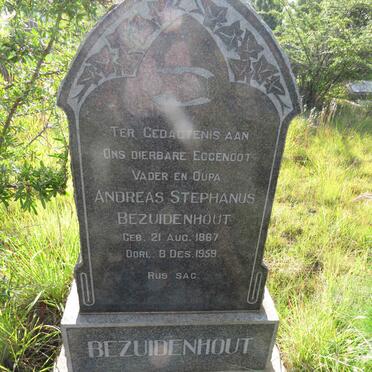 TER GEDAGTENIS AAN
ONS DIERBARE EGGENOOT
VADER EN OUPA
ANDREAS STEPHANUS
BEZUIDENHOUT
GEB. 21 AUG. 1867
OORL. 8 DES. 1959.
RUS SAG.
BEZUIDENHOUT